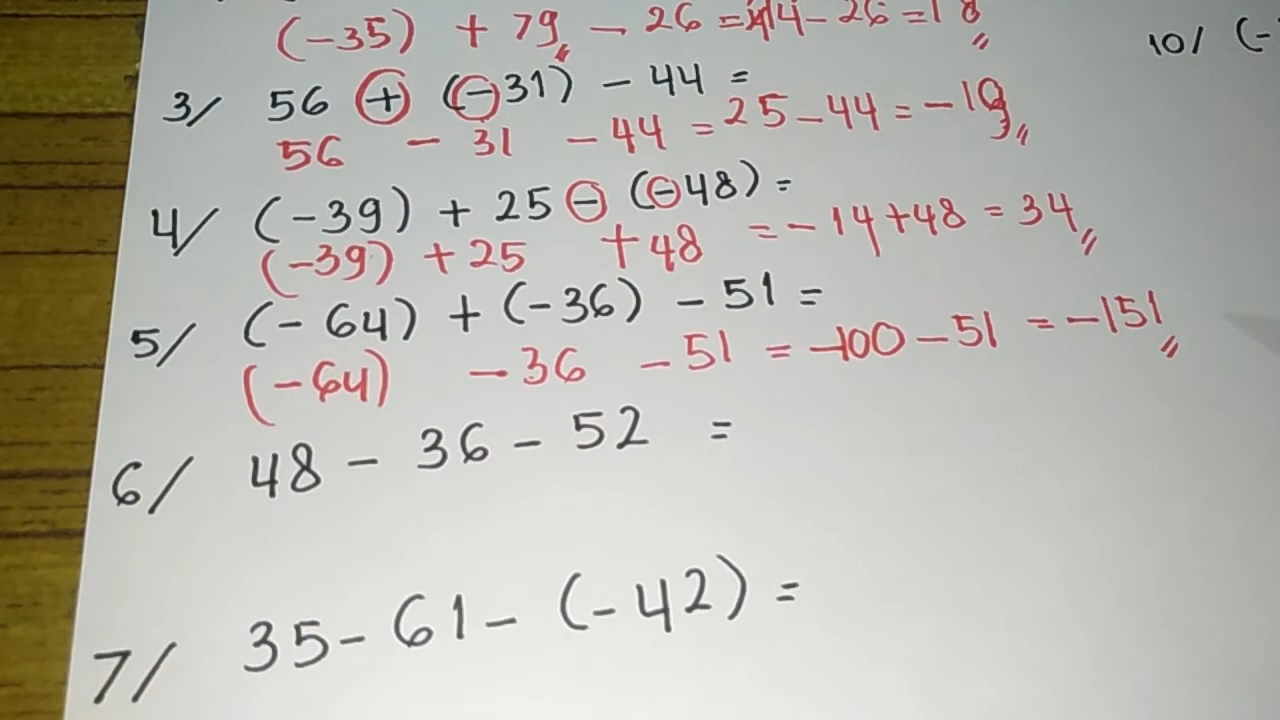 (-35) + 79 - 26 = 44 - 26 = 18
10/ (-
3/ 56 + (-31) - 44 =
56 - 31 - 44 = 25 - 44 = -19
4/ (-39) + 25 - (-48) =
(-39) + 25 + 48 = -14 + 48 = 34
5/ (-64) + (-36) - 51 =
(-64) - 36 - 51 = -100 - 51 = -151
6/ 48 - 36 - 52 =
7/ 35 - 61 - (-42) =